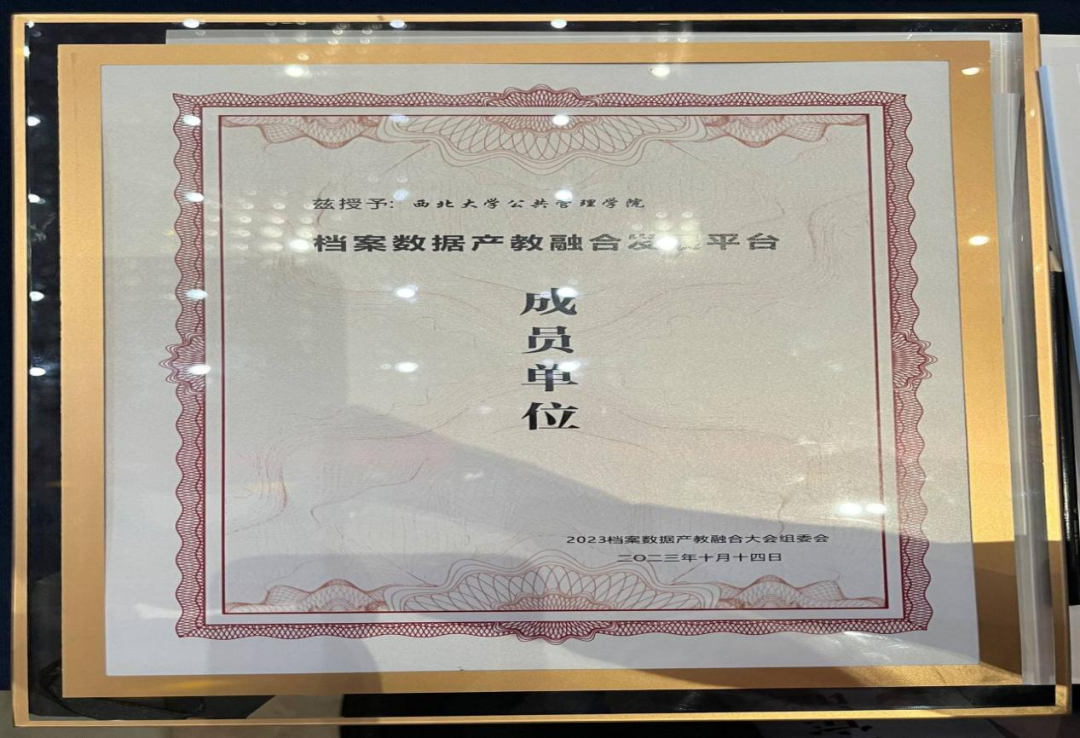 兹授予：西北大学公共管理学院
档案数据产教融合发展平台
成
员
单
位
2023档案数据产教融合大会组委会
二〇二三年十月十四日